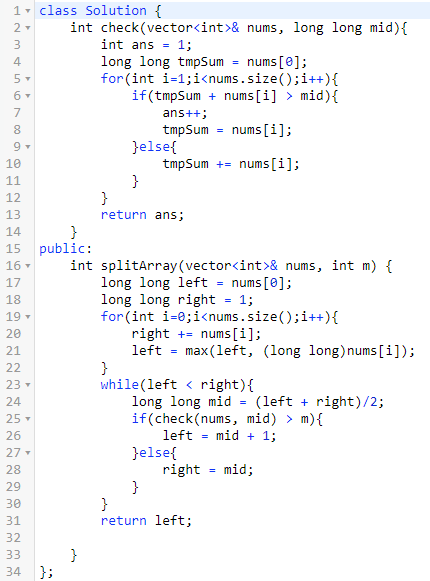 1 class Solution {
2     int check(vector<int>& nums, long long mid){
3         int ans = 1;
4         long long tmpSum = nums[0];
5         for(int i=1;i<nums.size();i++){
6             if(tmpSum + nums[i] > mid){
7                 ans++;
8                 tmpSum = nums[i];
9             }else{
10                 tmpSum += nums[i];
11             }
12         }
13         return ans;
14     }
15 public:
16     int splitArray(vector<int>& nums, int m) {
17         long long left = nums[0];
18         long long right = 1;
19         for(int i=0;i<nums.size();i++){
20             right += nums[i];
21             left = max(left, (long long)nums[i]);
22         }
23         while(left < right){
24             long long mid = (left + right)/2;
25             if(check(nums, mid) > m){
26                 left = mid + 1;
27             }else{
28                 right = mid;
29             }
30         }
31         return left;
32
33     }
34 };